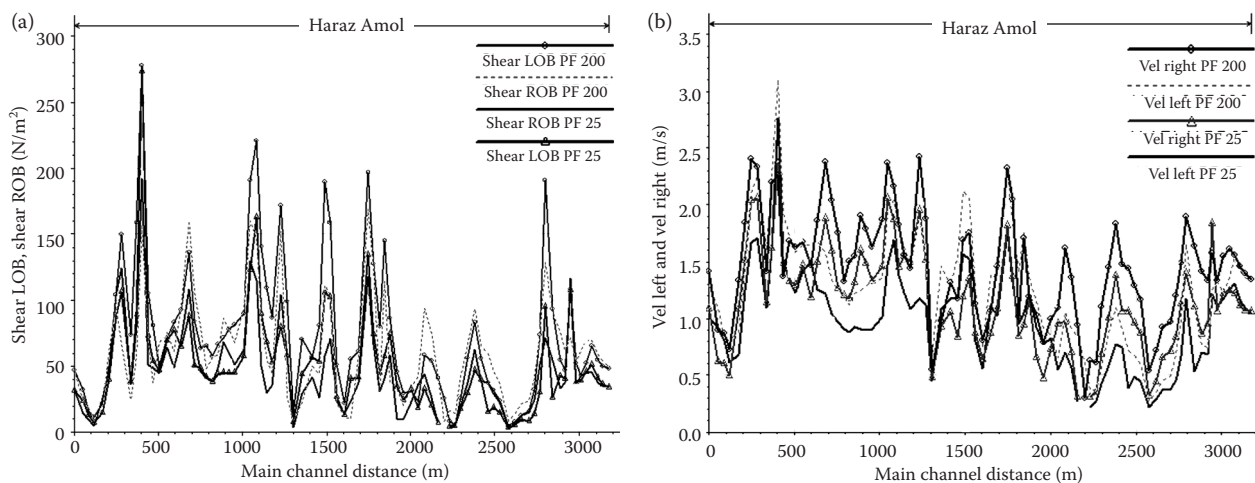 (a)
Haraz Amol
300
250
200
150
100
50
0
Shear LOB, shear ROB (N/m²)
Shear LOB PF 200
Shear ROB PF 200
Shear ROB PF 25
Shear LOB PF 25
0 500 1000 1500 2000 2500 3000
Main channel distance (m)
(b)
Haraz Amol
3.5
3.0
2.5
2.0
1.5
1.0
0.5
0.0
Vel left and vel right (m/s)
Vel right PF 200
Vel left PF 200
Vel right PF 25
Vel left PF 25
0 500 1000 1500 2000 2500 3000
Main channel distance (m)